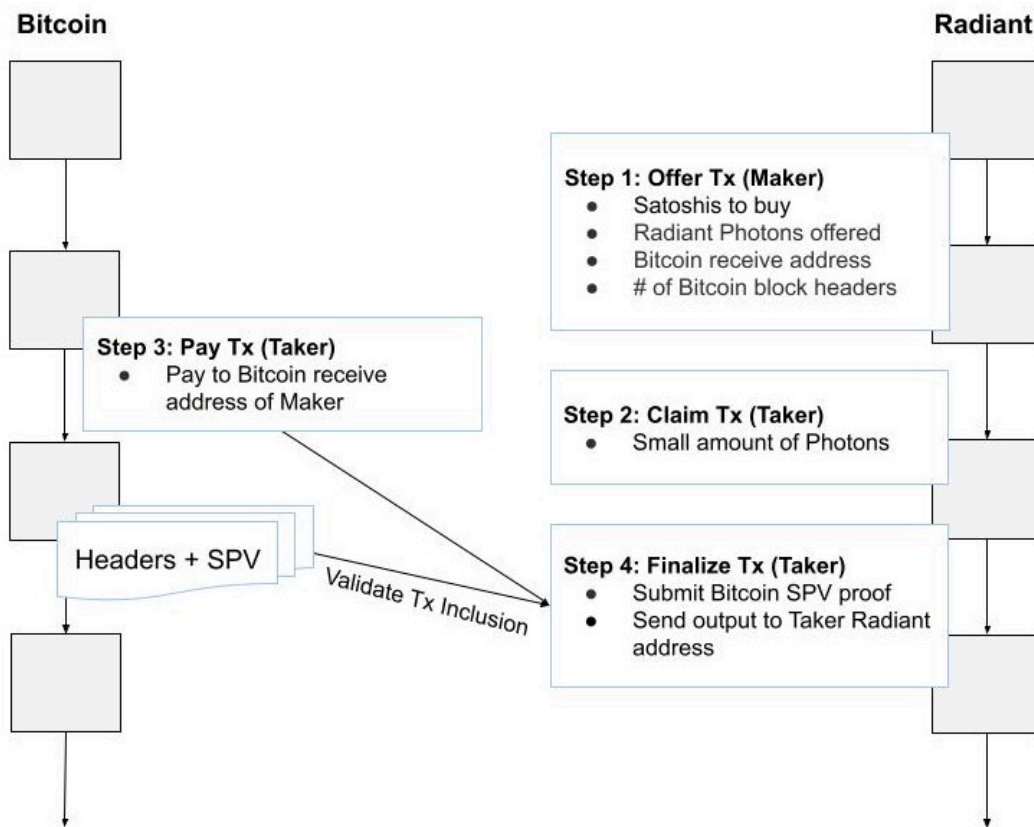 Bitcoin
Radiant
Step 1: Offer Tx (Maker)
● Satoshis to buy
● Radiant Photons offered
● Bitcoin receive address
● # of Bitcoin block headers
Step 3: Pay Tx (Taker)
● Pay to Bitcoin receive
address of Maker
Step 2: Claim Tx (Taker)
● Small amount of Photons
Headers + SPV
Validate Tx Inclusion
Step 4: Finalize Tx (Taker)
● Submit Bitcoin SPV proof
● Send output to Taker Radiant
address